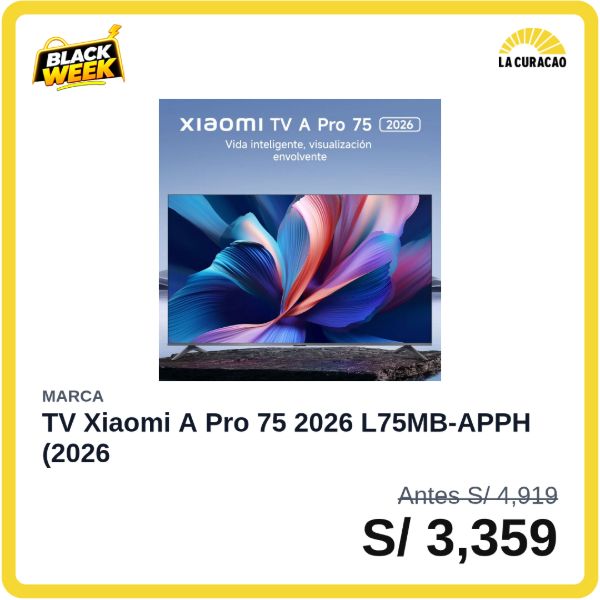 BLACK
WEEK
LA CURACAO
xiaomi TV A Pro 75 2026
Vida inteligente, visualización
envolvente
MARCA
TV Xiaomi A Pro 75 2026 L75MB-APPH
(2026
Antes S/ 4,919
S/ 3,359